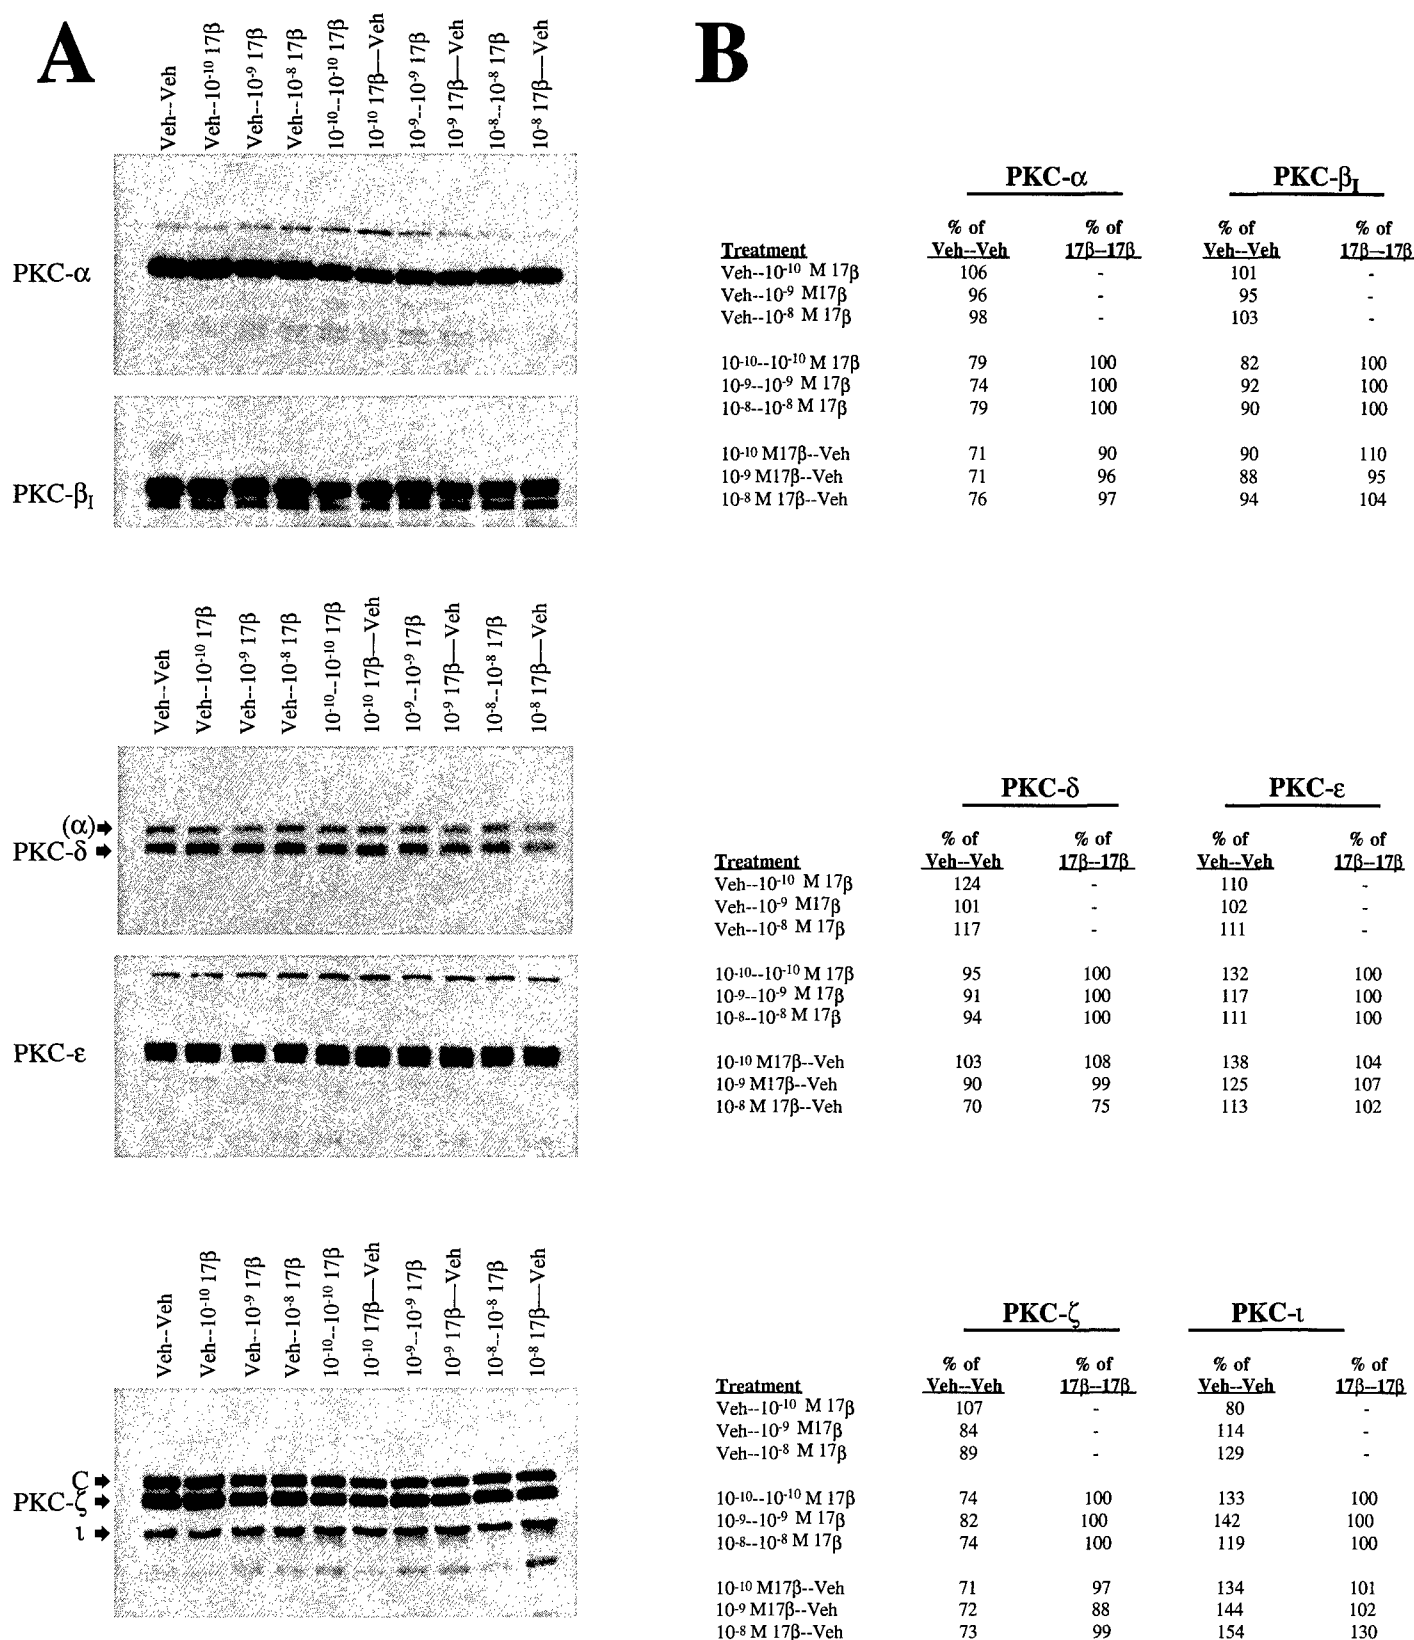 A
Veh--Veh
Veh--10⁻¹⁰ 17β
Veh--10⁻⁹ 17β
Veh--10⁻⁸ 17β
10⁻¹⁰--10⁻¹⁰ 17β
10⁻¹⁰ 17β—Veh
10⁻⁹--10⁻⁹ 17β
10⁻⁹ 17β—Veh
10⁻⁸--10⁻⁸ 17β
10⁻⁸ 17β—Veh
PKC-α
PKC-βI
Veh--Veh
Veh--10⁻¹⁰ 17β
Veh--10⁻⁹ 17β
Veh--10⁻⁸ 17β
10⁻¹⁰--10⁻¹⁰ 17β
10⁻¹⁰ 17β—Veh
10⁻⁹--10⁻⁹ 17β
10⁻⁹ 17β—Veh
10⁻⁸--10⁻⁸ 17β
10⁻⁸ 17β—Veh
(α)
PKC-δ
PKC-ε
Veh--Veh
Veh--10⁻¹⁰ 17β
Veh--10⁻⁹ 17β
Veh--10⁻⁸ 17β
10⁻¹⁰--10⁻¹⁰ 17β
10⁻¹⁰ 17β—Veh
10⁻⁹--10⁻⁹ 17β
10⁻⁹ 17β—Veh
10⁻⁸--10⁻⁸ 17β
10⁻⁸ 17β—Veh
C
PKC-ζ
ι
B
PKC-α PKC-βI
% of % of % of % of
Treatment Veh--Veh 17β--17β Veh--Veh 17β--17β
Veh--10⁻¹⁰ M 17β 106 - 101 -
Veh--10⁻⁹ M17β 96 - 95 -
Veh--10⁻⁸ M 17β 98 - 103 -
10⁻¹⁰--10⁻¹⁰ M 17β 79 100 82 100
10⁻⁹--10⁻⁹ M 17β 74 100 92 100
10⁻⁸--10⁻⁸ M 17β 79 100 90 100
10⁻¹⁰ M17β--Veh 71 90 90 110
10⁻⁹ M17β--Veh 71 96 88 95
10⁻⁸ M 17β--Veh 76 97 94 104
PKC-δ PKC-ε
% of % of % of % of
Treatment Veh--Veh 17β--17β Veh--Veh 17β--17β
Veh--10⁻¹⁰ M 17β 124 - 110 -
Veh--10⁻⁹ M17β 101 - 102 -
Veh--10⁻⁸ M 17β 117 - 111 -
10⁻¹⁰--10⁻¹⁰ M 17β 95 100 132 100
10⁻⁹--10⁻⁹ M 17β 91 100 117 100
10⁻⁸--10⁻⁸ M 17β 94 100 111 100
10⁻¹⁰ M17β--Veh 103 108 138 104
10⁻⁹ M17β--Veh 90 99 125 107
10⁻⁸ M 17β--Veh 70 75 113 102
PKC-ζ PKC-ι
% of % of % of % of
Treatment Veh--Veh 17β--17β Veh--Veh 17β--17β
Veh--10⁻¹⁰ M 17β 107 - 80 -
Veh--10⁻⁹ M17β 84 - 114 -
Veh--10⁻⁸ M 17β 89 - 129 -
10⁻¹⁰--10⁻¹⁰ M 17β 74 100 133 100
10⁻⁹--10⁻⁹ M 17β 82 100 142 100
10⁻⁸--10⁻⁸ M 17β 74 100 119 100
10⁻¹⁰ M17β--Veh 71 97 134 101
10⁻⁹ M17β--Veh 72 88 144 102
10⁻⁸ M 17β--Veh 73 99 154 130